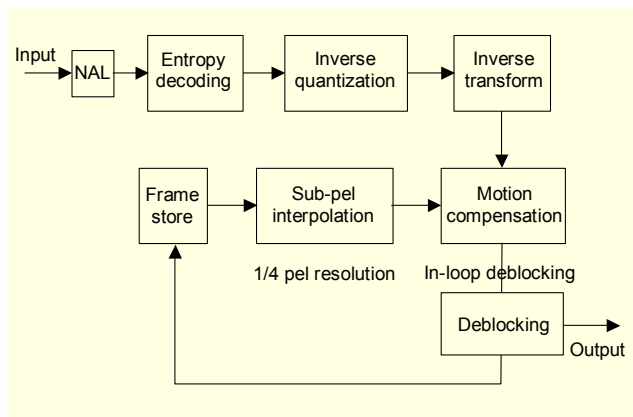 Input
NAL
Entropy
decoding
Inverse
quantization
Inverse
transform
Frame
store
Sub-pel
interpolation
Motion
compensation
1/4 pel resolution
In-loop deblocking
Deblocking
Output